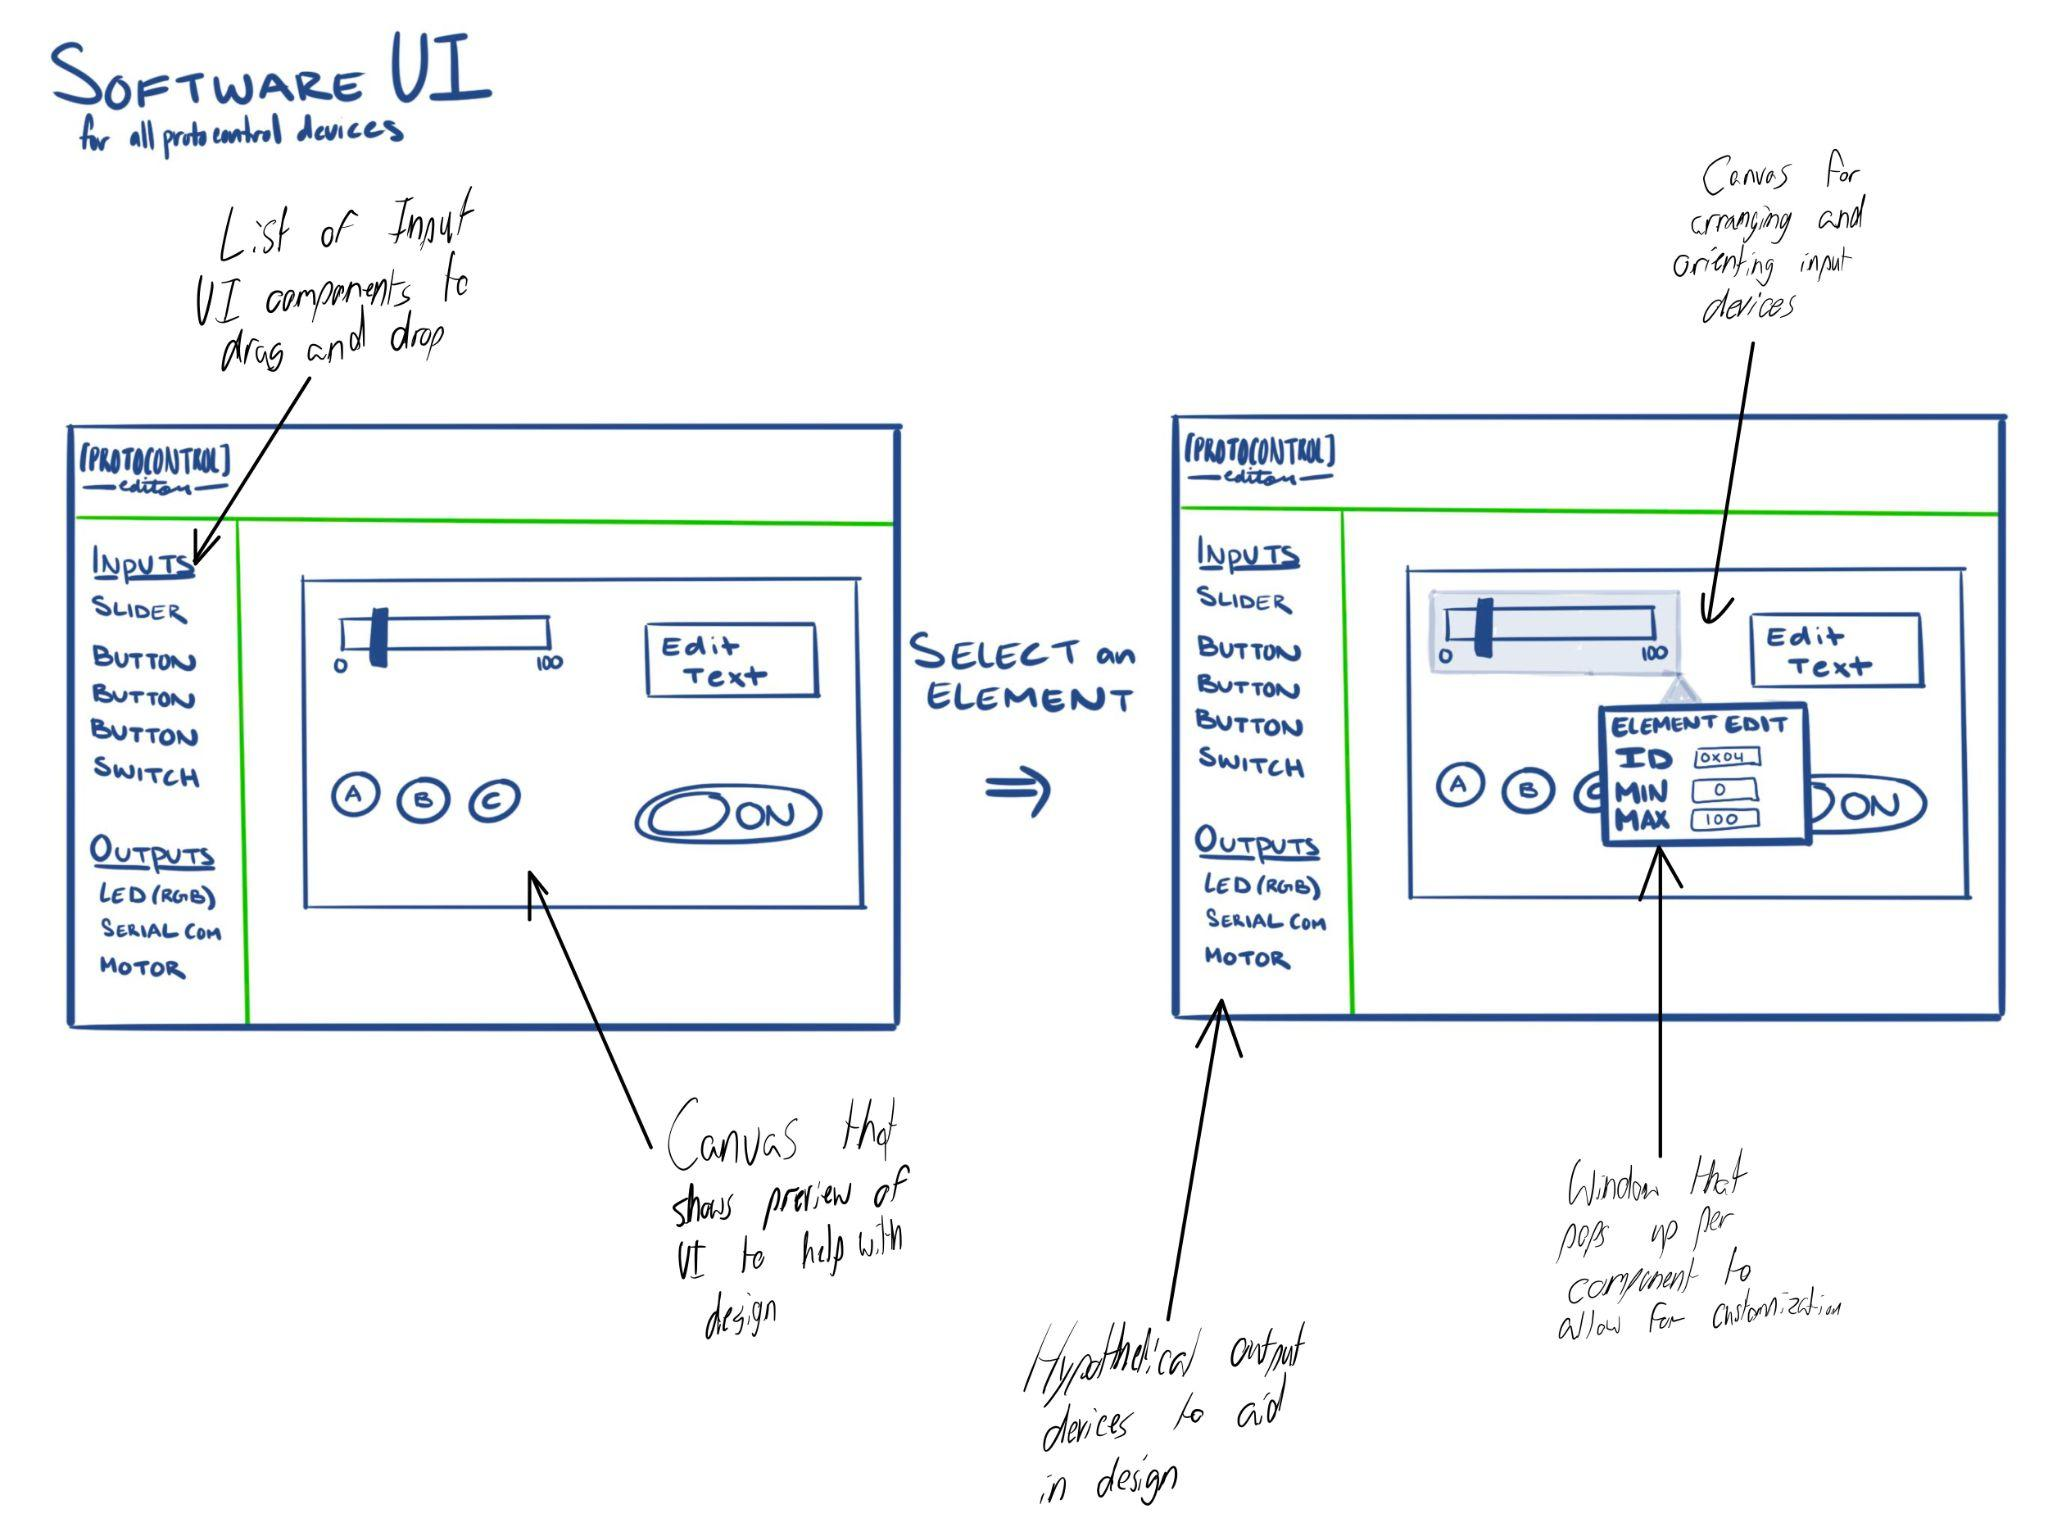 SOFTWARE UI
for all protocontrol devices
List of Input
UI components to
drag and drop
Canvas for
arranging and
orienting input
devices
[PROTOCONTROL]
editor
INPUTS
SLIDER
BUTTON
BUTTON
BUTTON
SWITCH
OUTPUTS
LED (RGB)
SERIAL COM
MOTOR
0
100
Edit
Text
A
B
C
ON
SELECT an
ELEMENT
[PROTOCONTROL]
editor
INPUTS
SLIDER
BUTTON
BUTTON
BUTTON
SWITCH
OUTPUTS
LED (RGB)
SERIAL COM
MOTOR
0
100
Edit
Text
A
B
C
ON
ELEMENT EDIT
ID 0x04
MIN 0
MAX 100
Canvas that
shows preview of
UI to help with
design
Hypothetical output
devices to aid
in design
Window that
pops up per
component to
allow for customization